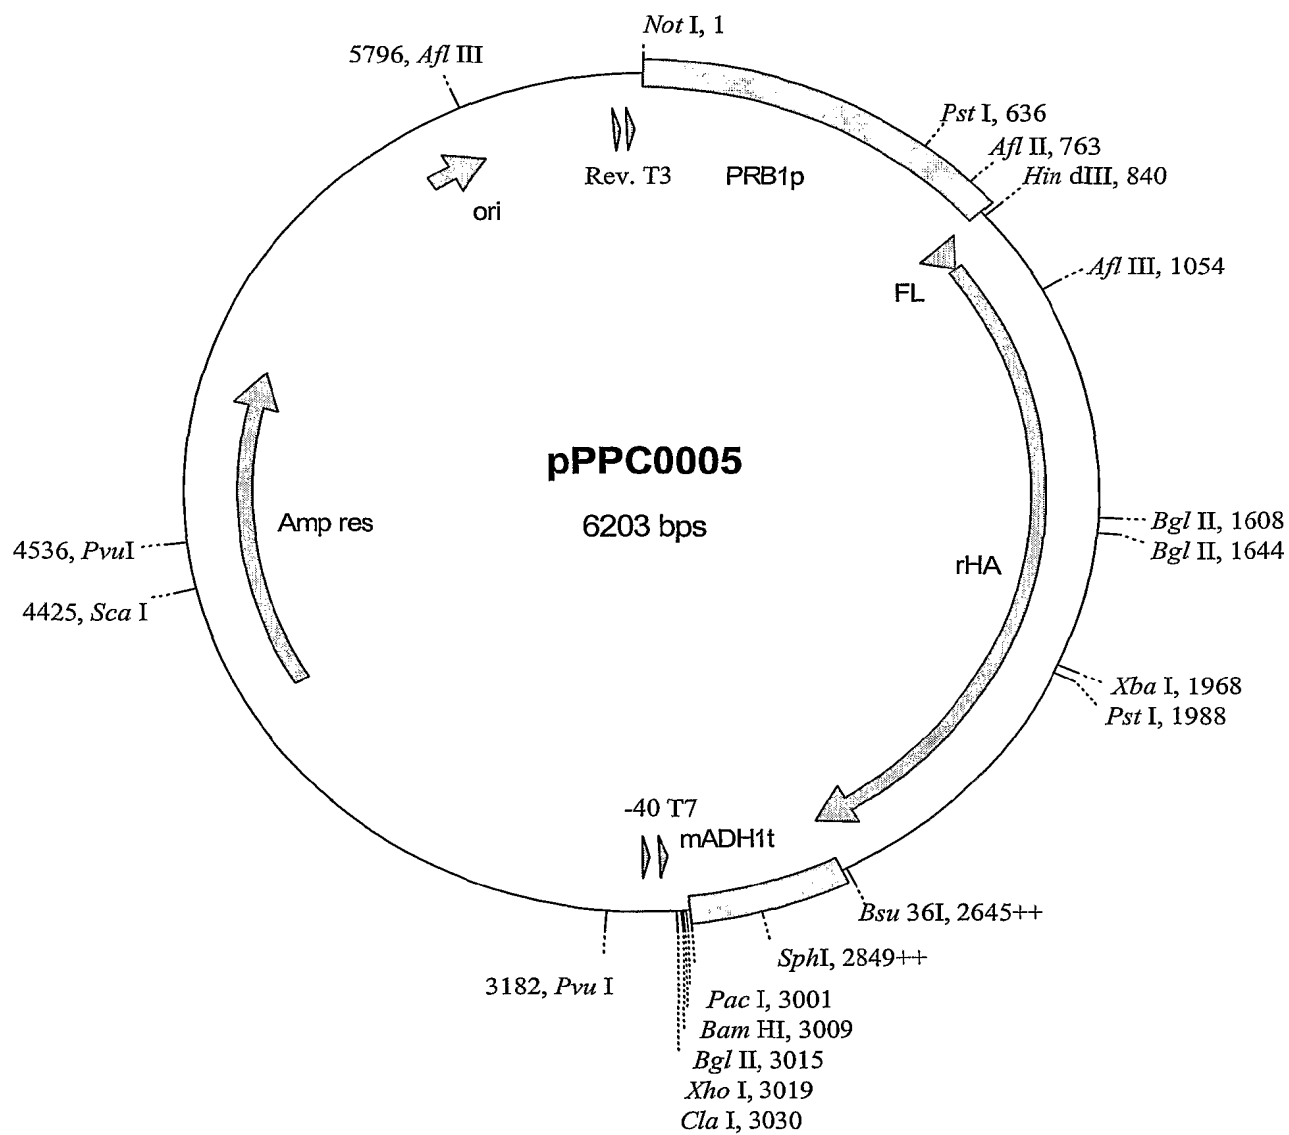 Not I, 1
5796, Afl III
Pst I, 636
Afl II, 763
Hin dIII, 840
Rev. T3
PRB1p
ori
Afl III, 1054
FL
pPPC0005
6203 bps
Amp res
Bgl II, 1608
Bgl II, 1644
4536, PvuI
rHA
4425, Sca I
Xba I, 1968
Pst I, 1988
-40 T7
mADH1t
Bsu 36I, 2645++
SphI, 2849++
3182, Pvu I
Pac I, 3001
Bam HI, 3009
Bgl II, 3015
Xho I, 3019
Cla I, 3030